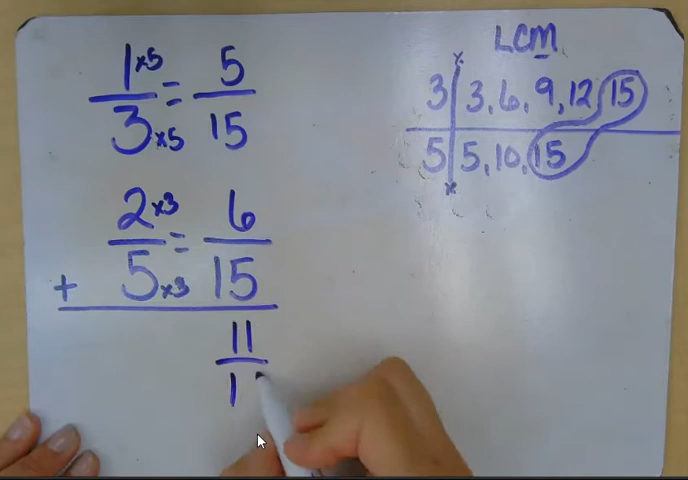 1 ×5 = 5
3 ×5 15
2 ×3 = 6
+ 5 ×3 15
11
1
LCM
3 3, 6, 9, 12, 15
5 5, 10, 15